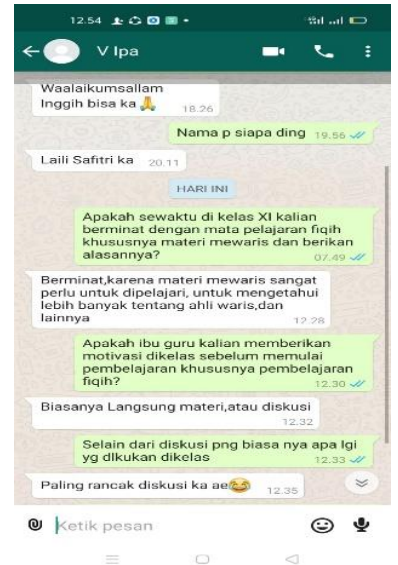 12.54
V Ipa
Waalaikumsallam
Inggih bisa ka 🙏 18.26
Nama p siapa ding 19.56
Laili Safitri ka 20.11
HARI INI
Apakah sewaktu di kelas XI kalian
berminat dengan mata pelajaran fiqih
khususnya materi mewaris dan berikan
alasannya? 07.49
Berminat,karena materi mewaris sangat
perlu untuk dipelajari, untuk mengetahui
lebih banyak tentang ahli waris,dan
lainnya 12.28
Apakah ibu guru kalian memberikan
motivasi dikelas sebelum memulai
pembelajaran khususnya pembelajaran
fiqih? 12.30
Biasanya Langsung materi,atau diskusi
12.32
Selain dari diskusi png biasa nya apa lgi
yg dlkukan dikelas 12.33
Paling rancak diskusi ka ae😂 12.35
Ketik pesan